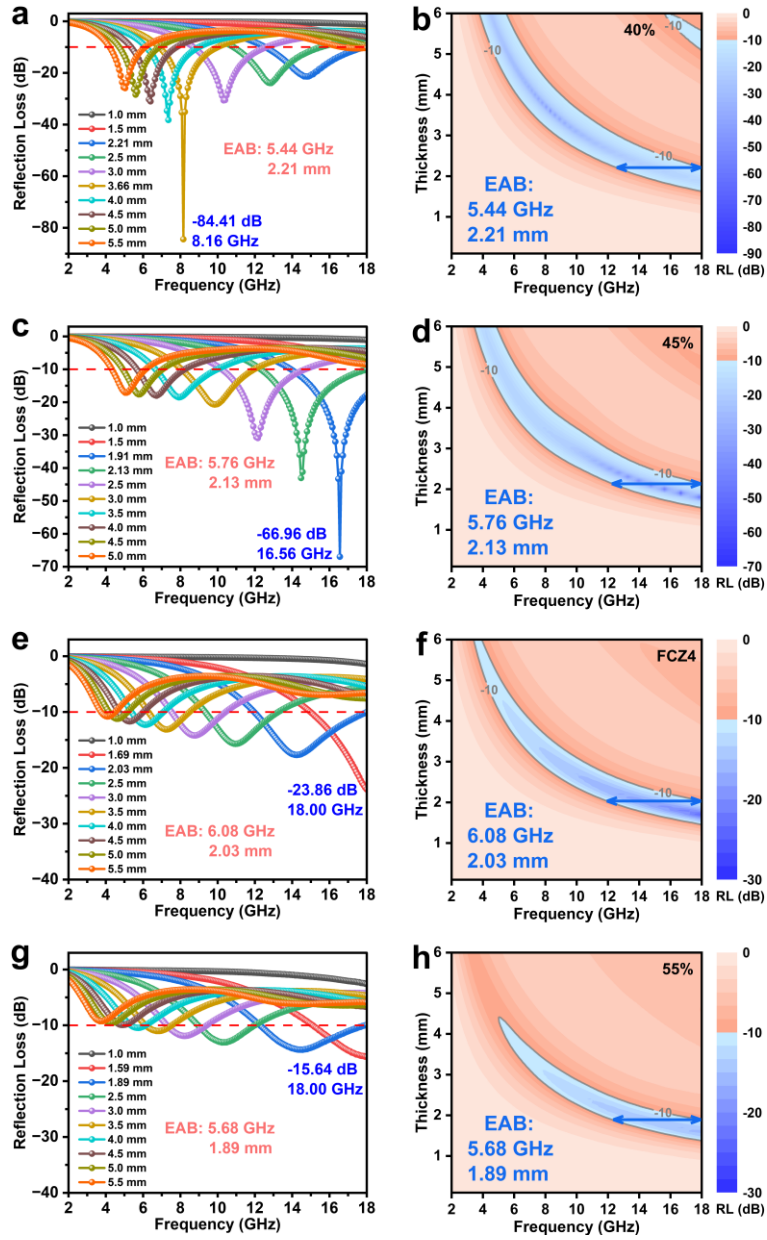 a
Reflection Loss (dB)
0
−20
−40
−60
−80
1.0 mm
1.5 mm
2.21 mm
2.5 mm
3.0 mm
3.66 mm
4.0 mm
4.5 mm
5.0 mm
5.5 mm
EAB: 5.44 GHz
2.21 mm
-84.41 dB
8.16 GHz
2 4 6 8 10 12 14 16 18
Frequency (GHz)
b
Thickness (mm)
6
5
4
3
2
1
40%
-10
-10
-10
EAB:
5.44 GHz
2.21 mm
2 4 6 8 10 12 14 16 18
Frequency (GHz)
0
-10
-20
-30
-40
-50
-60
-70
-80
-90
RL (dB)
c
Reflection Loss (dB)
0
−10
−20
−30
−40
−50
−60
−70
1.0 mm
1.5 mm
1.91 mm
2.13 mm
2.5 mm
3.0 mm
3.5 mm
4.0 mm
4.5 mm
5.0 mm
EAB: 5.76 GHz
2.13 mm
-66.96 dB
16.56 GHz
2 4 6 8 10 12 14 16 18
Frequency (GHz)
d
Thickness (mm)
6
5
4
3
2
1
45%
-10
-10
EAB:
5.76 GHz
2.13 mm
2 4 6 8 10 12 14 16 18
Frequency (GHz)
0
-10
-20
-30
-40
-50
-60
-70
RL (dB)
e
Reflection Loss (dB)
0
−10
−20
−30
−40
1.0 mm
1.69 mm
2.03 mm
2.5 mm
3.0 mm
3.5 mm
4.0 mm
4.5 mm
5.0 mm
5.5 mm
-23.86 dB
18.00 GHz
EAB: 6.08 GHz
2.03 mm
2 4 6 8 10 12 14 16 18
Frequency (GHz)
f
Thickness (mm)
6
5
4
3
2
1
FCZ4
-10
-10
EAB:
6.08 GHz
2.03 mm
2 4 6 8 10 12 14 16 18
Frequency (GHz)
0
-10
-20
-30
RL (dB)
g
Reflection Loss (dB)
0
−10
−20
−30
−40
1.0 mm
1.59 mm
1.89 mm
2.5 mm
3.0 mm
3.5 mm
4.0 mm
4.5 mm
5.0 mm
5.5 mm
-15.64 dB
18.00 GHz
EAB: 5.68 GHz
1.89 mm
2 4 6 8 10 12 14 16 18
Frequency (GHz)
h
Thickness (mm)
6
5
4
3
2
1
55%
-10
EAB:
5.68 GHz
1.89 mm
2 4 6 8 10 12 14 16 18
Frequency (GHz)
0
-10
-20
-30
RL (dB)